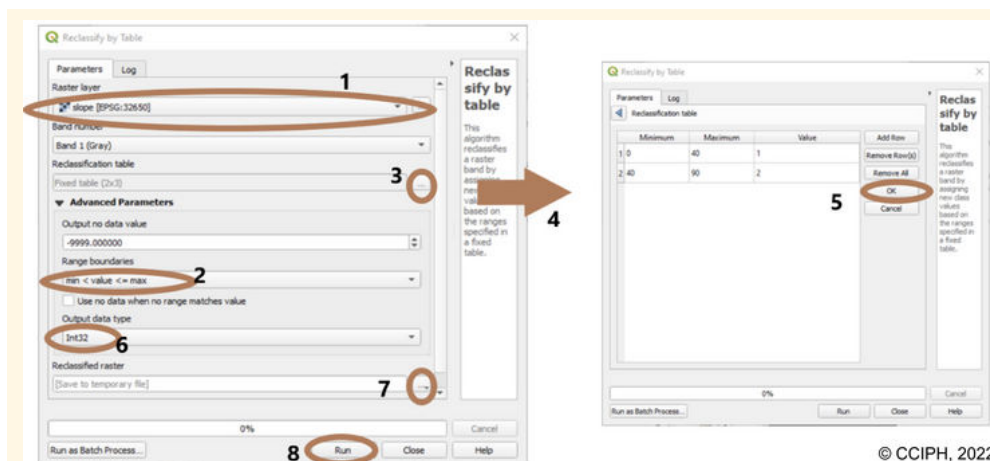 Reclassify by Table
Parameters Log
1
Raster layer
slope [EPSG:32650]
Band number
Band 1 (Gray)
Reclassification table
Fixed table (2x3)
3
...
Advanced Parameters
Output no data value
-9999.000000
Range boundaries
min < value <= max
2
Use no data when no range matches value
Output data type
Int32
6
Reclassified raster
[Save to temporary file]
7
0%
Cancel
Run as Batch Process...
8
Run
Close
Help
Reclas
sify by
table
This
algorithm
reclassifies
a raster
band by
assigning
new class
values
based on
the ranges
specified in
a fixed
table.
4
Reclassify by Table
Parameters Log
Reclassification table
Minimum Maximum Value
1 0 40 1
2 40 90 2
Add Row
Remove Row(s)
Remove All
5
OK
Cancel
Reclas
sify by
table
This
algorithm
reclassifies
a raster
band by
assigning
new class
values
based on
the ranges
specified in
a fixed
table.
0%
Cancel
Run as Batch Process...
Run
Close
Help
© CCIPH, 2022